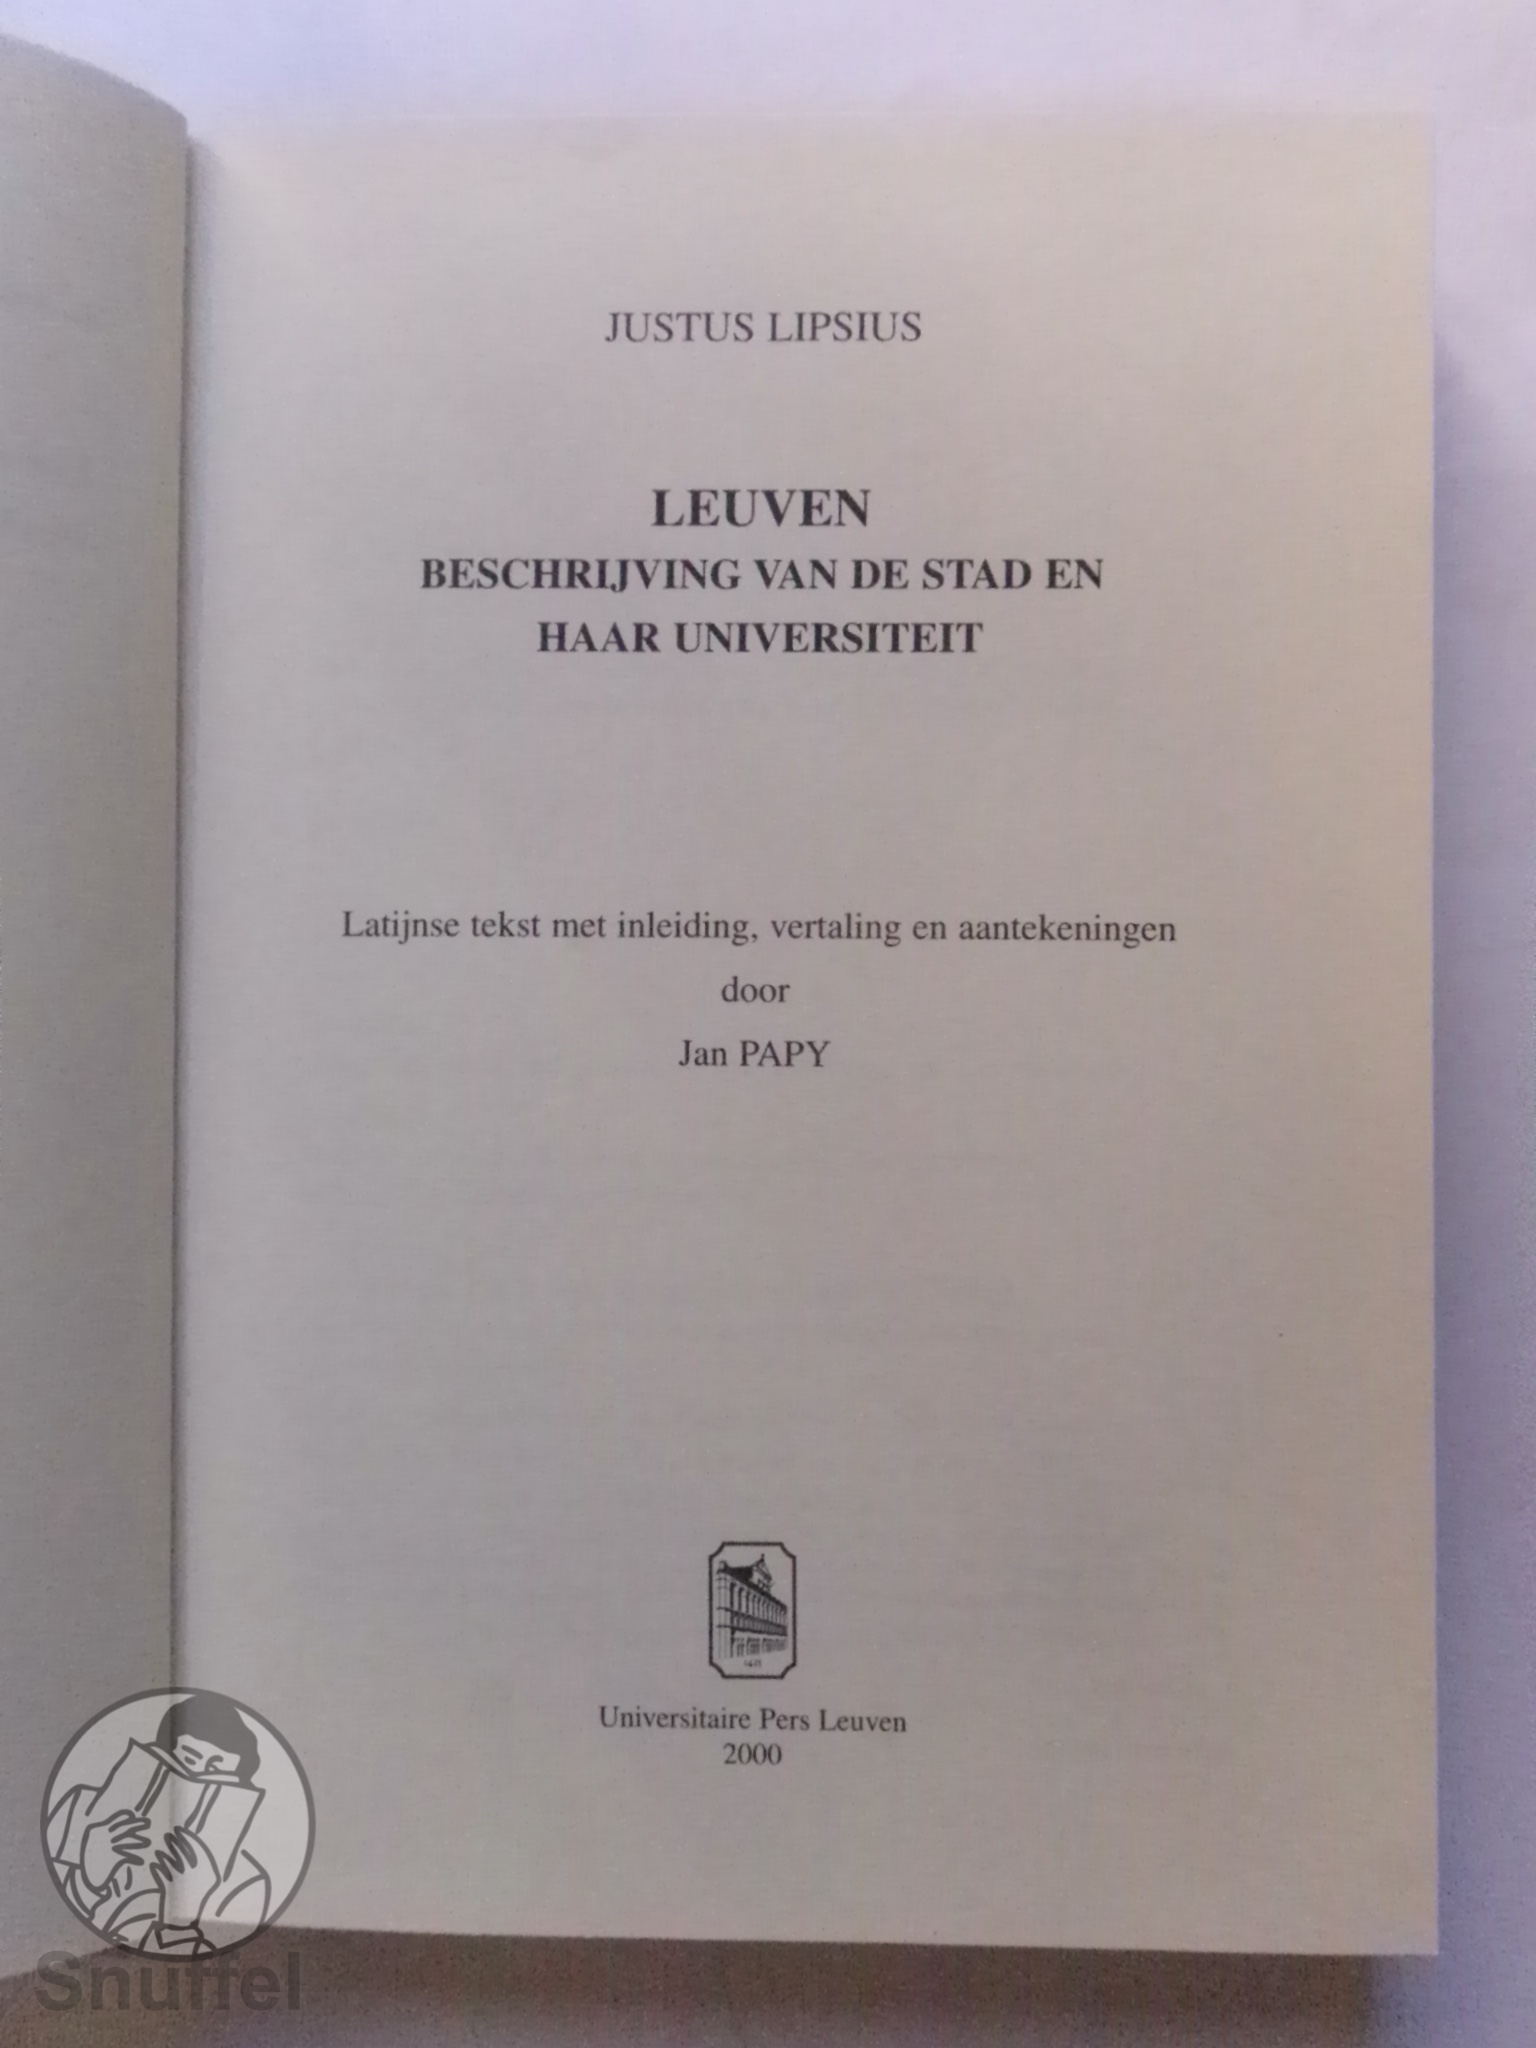 JUSTUS LIPSIUS
LEUVEN
BESCHRIJVING VAN DE STAD EN
HAAR UNIVERSITEIT
Latijnse tekst met inleiding, vertaling en aantekeningen
door
Jan PAPY
Universitaire Pers Leuven
2000
Snuffel